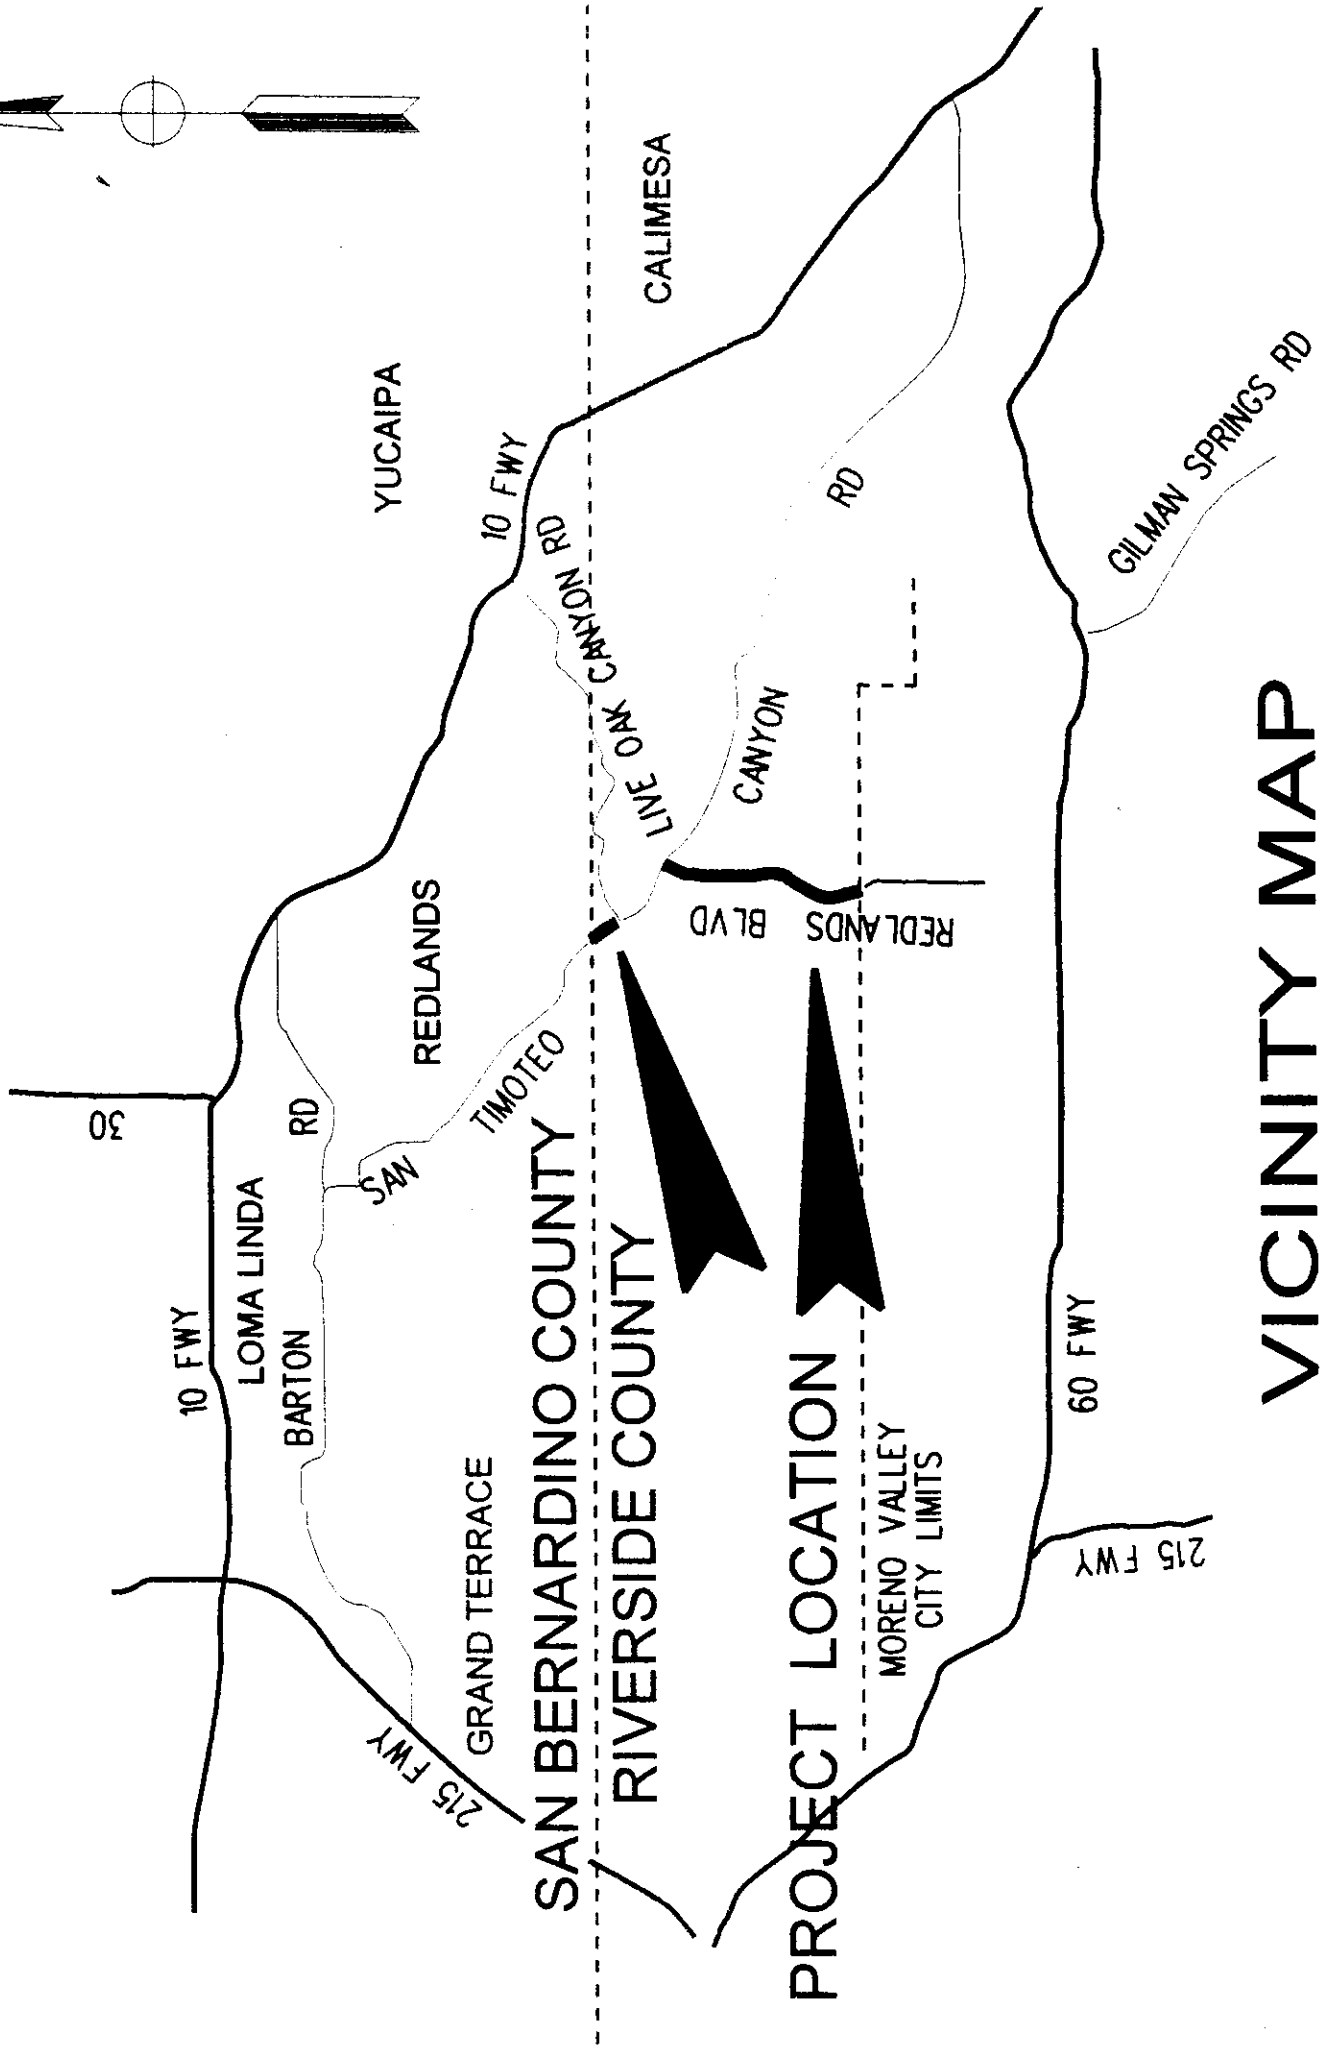 30
10 FWY
LOMA LINDA
BARTON
RD
REDLANDS
YUCAIPA
10 FWY
CALIMESA
SAN
TIMOTEO
CANYON
RD
LIVE OAK CANYON RD
215 FWY
GRAND TERRACE
SAN BERNARDINO COUNTY
RIVERSIDE COUNTY
REDLANDS
BLVD
PROJECT LOCATION
MORENO VALLEY
CITY LIMITS
60 FWY
215 FWY
GILMAN SPRINGS RD
VICINITY MAP